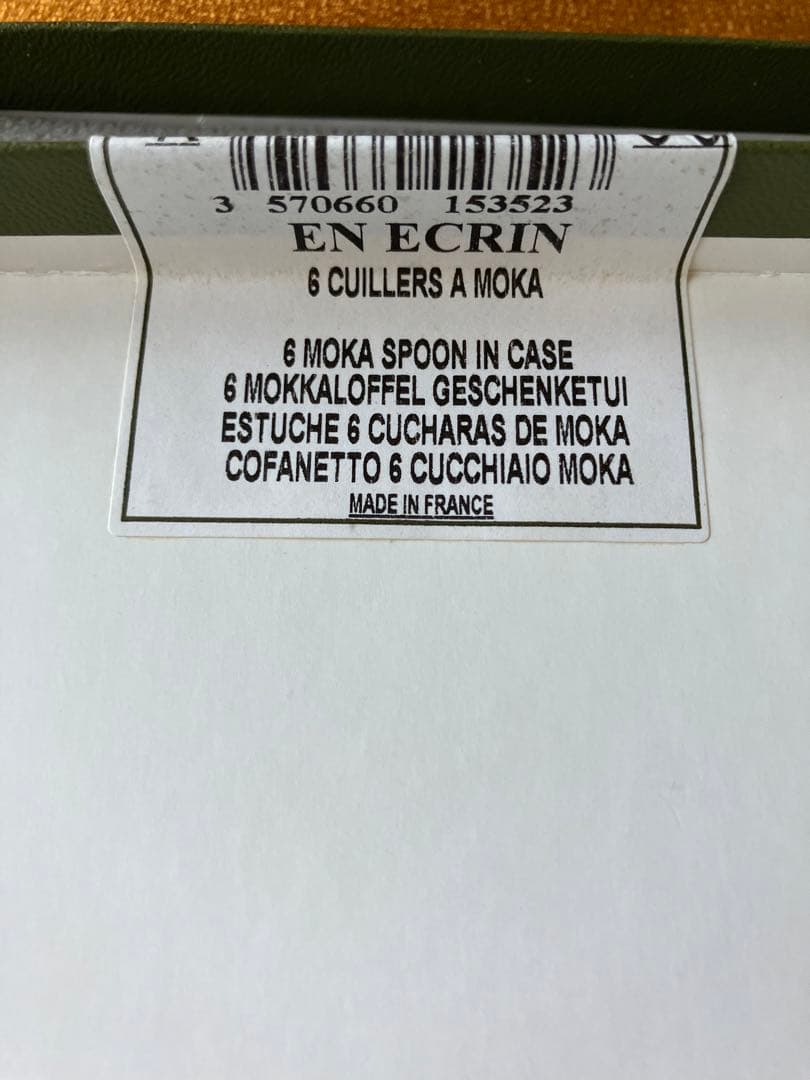 3 570660 153523
EN ECRIN
6 CUILLERS A MOKA
6 MOKA SPOON IN CASE
6 MOKKALOFFEL GESCHENKETUI
ESTUCHE 6 CUCHARAS DE MOKA
COFANETTO 6 CUCCHIAIO MOKA
MADE IN FRANCE